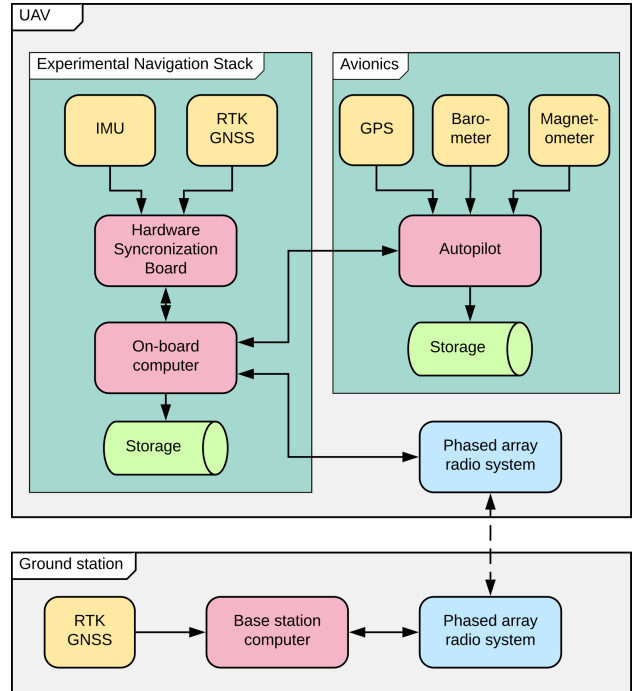 UAV
Experimental Navigation Stack
Avionics
IMU
RTK
GNSS
GPS
Baro-
meter
Magnet-
ometer
Hardware
Syncronization
Board
Autopilot
On-board
computer
Storage
Storage
Phased array
radio system
Ground station
RTK
GNSS
Base station
computer
Phased array
radio system